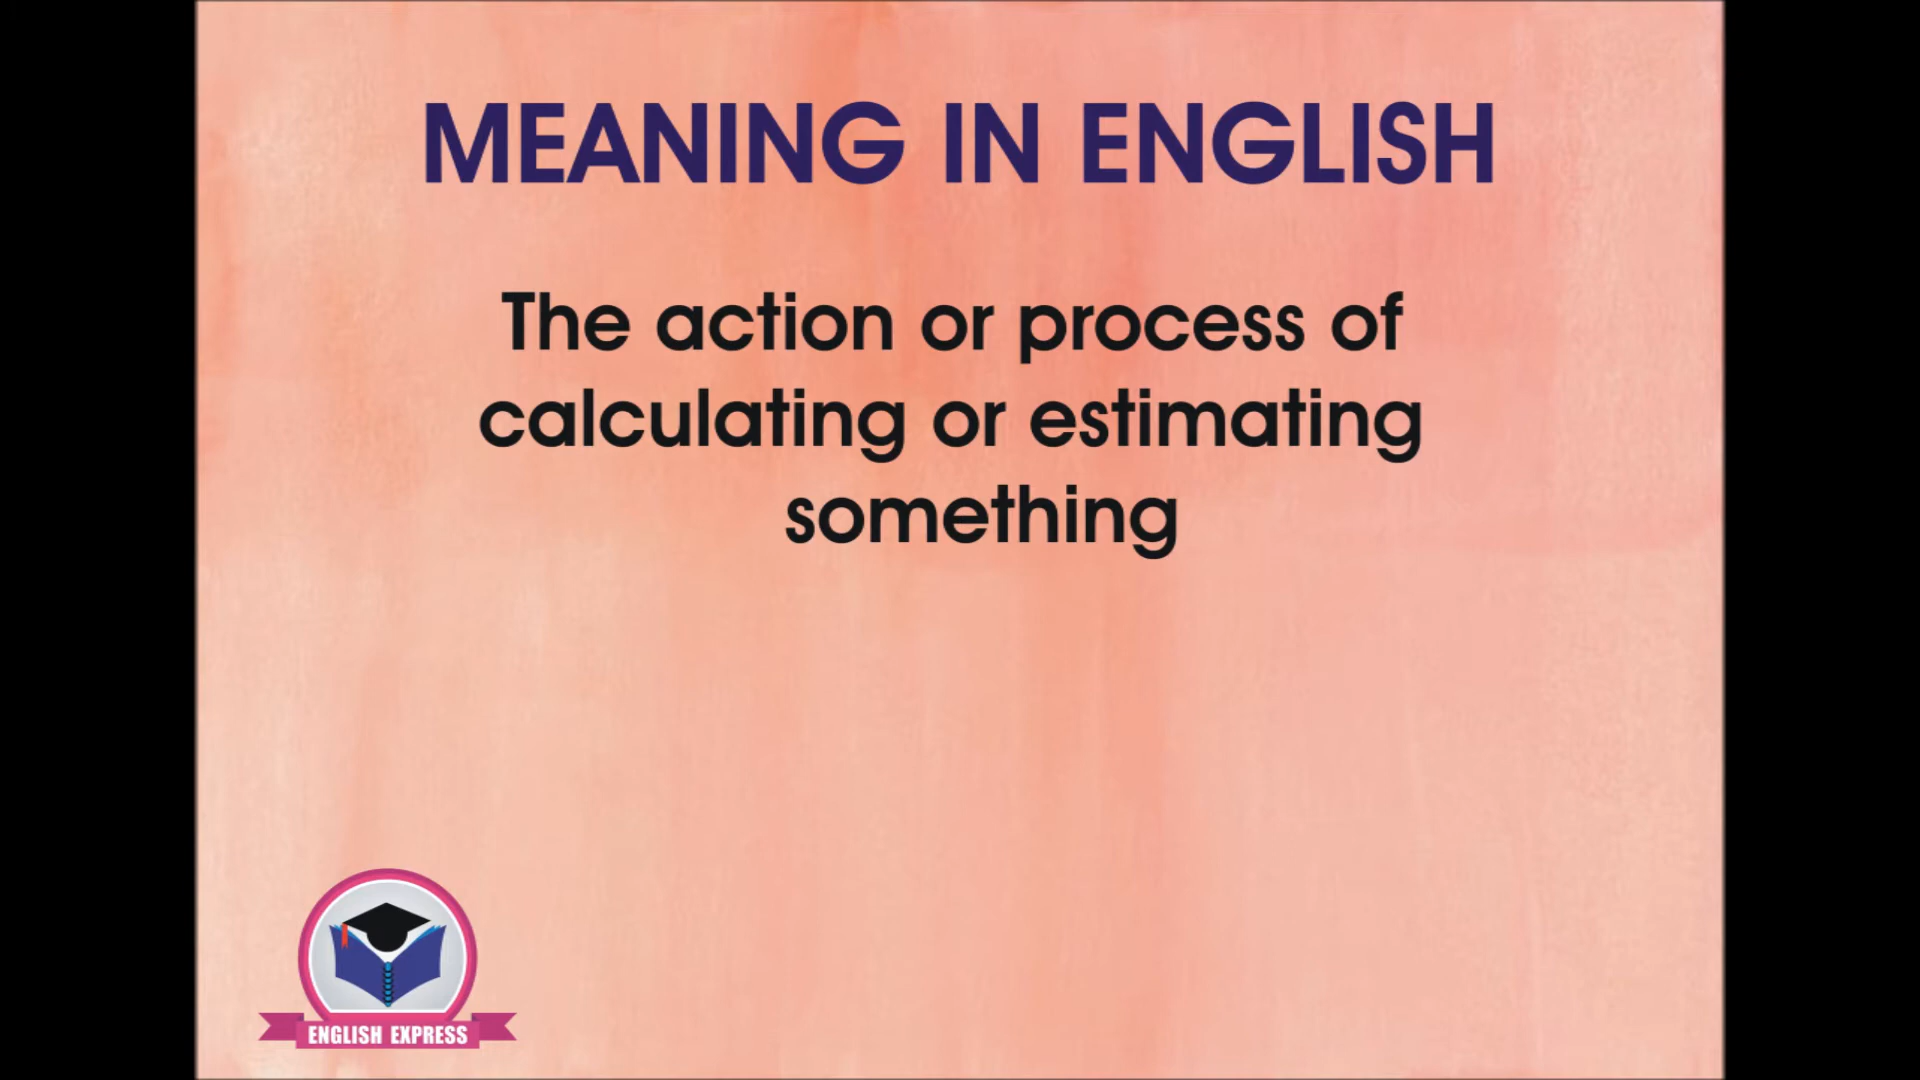 MEANING IN ENGLISH
The action or process of
calculating or estimating
something
ENGLISH EXPRESS